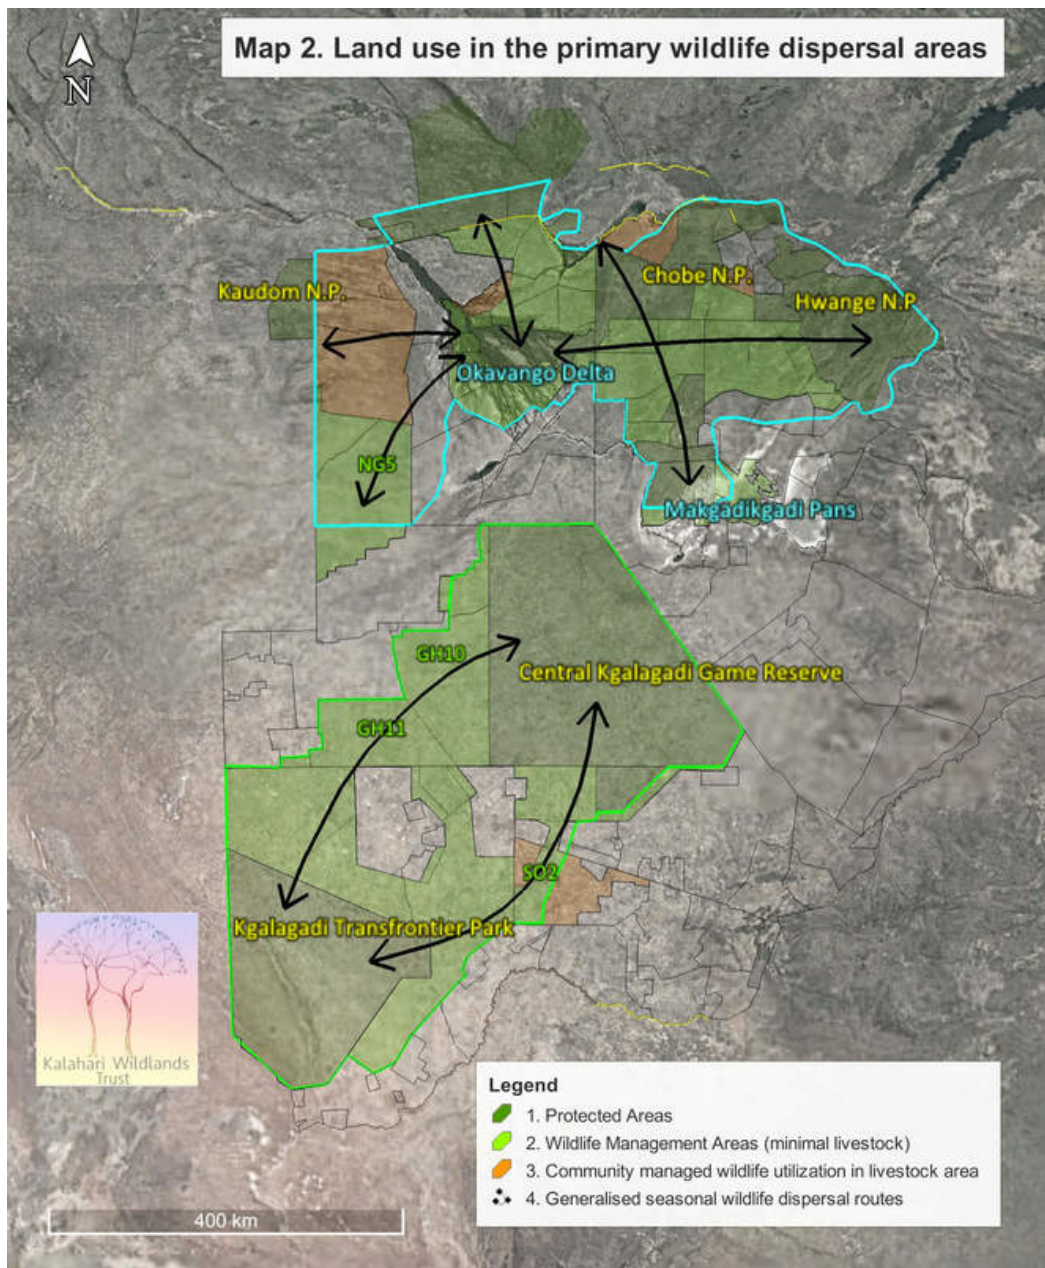 Map 2. Land use in the primary wildlife dispersal areas
N
Kaudom N.P.
Chobe N.P.
Hwange N.P
Okavango Delta
NG5
Makgadikgadi Pans
GH10
Central Kgalagadi Game Reserve
GH11
SO2
Kgalagadi Transfrontier Park
Kalahari Wildlands
Trust
Legend
1. Protected Areas
2. Wildlife Management Areas (minimal livestock)
3. Community managed wildlife utilization in livestock area
4. Generalised seasonal wildlife dispersal routes
400 km